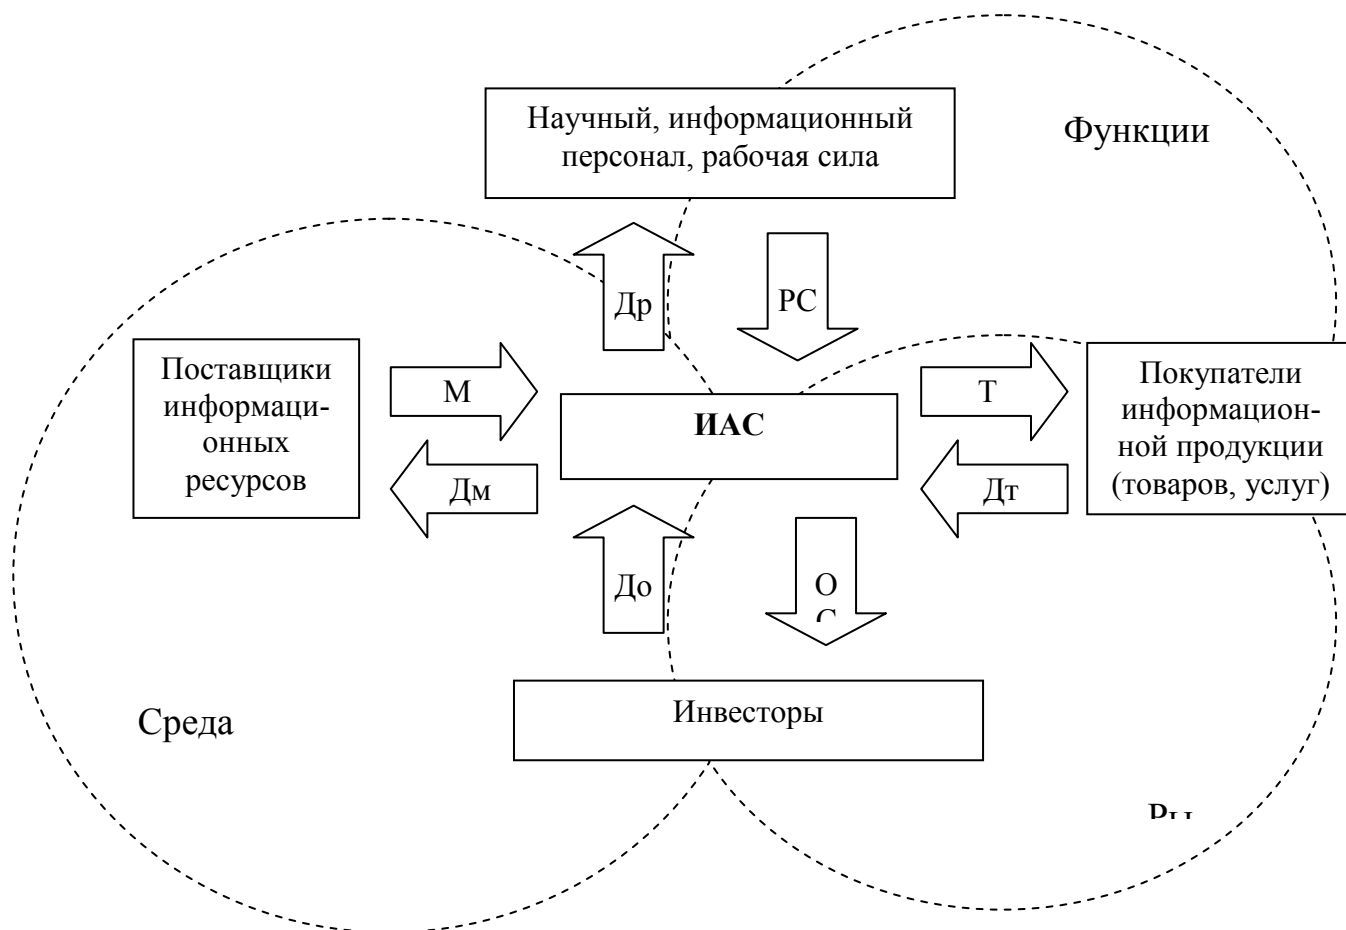 Научный, информационный
персонал, рабочая сила
Функции
Др
РС
Поставщики
информаци-
онных
ресурсов
М
Дм
ИАС
Т
Дт
Покупатели
информацион-
ной продукции
(товаров, услуг)
До
О
С
Инвесторы
Среда